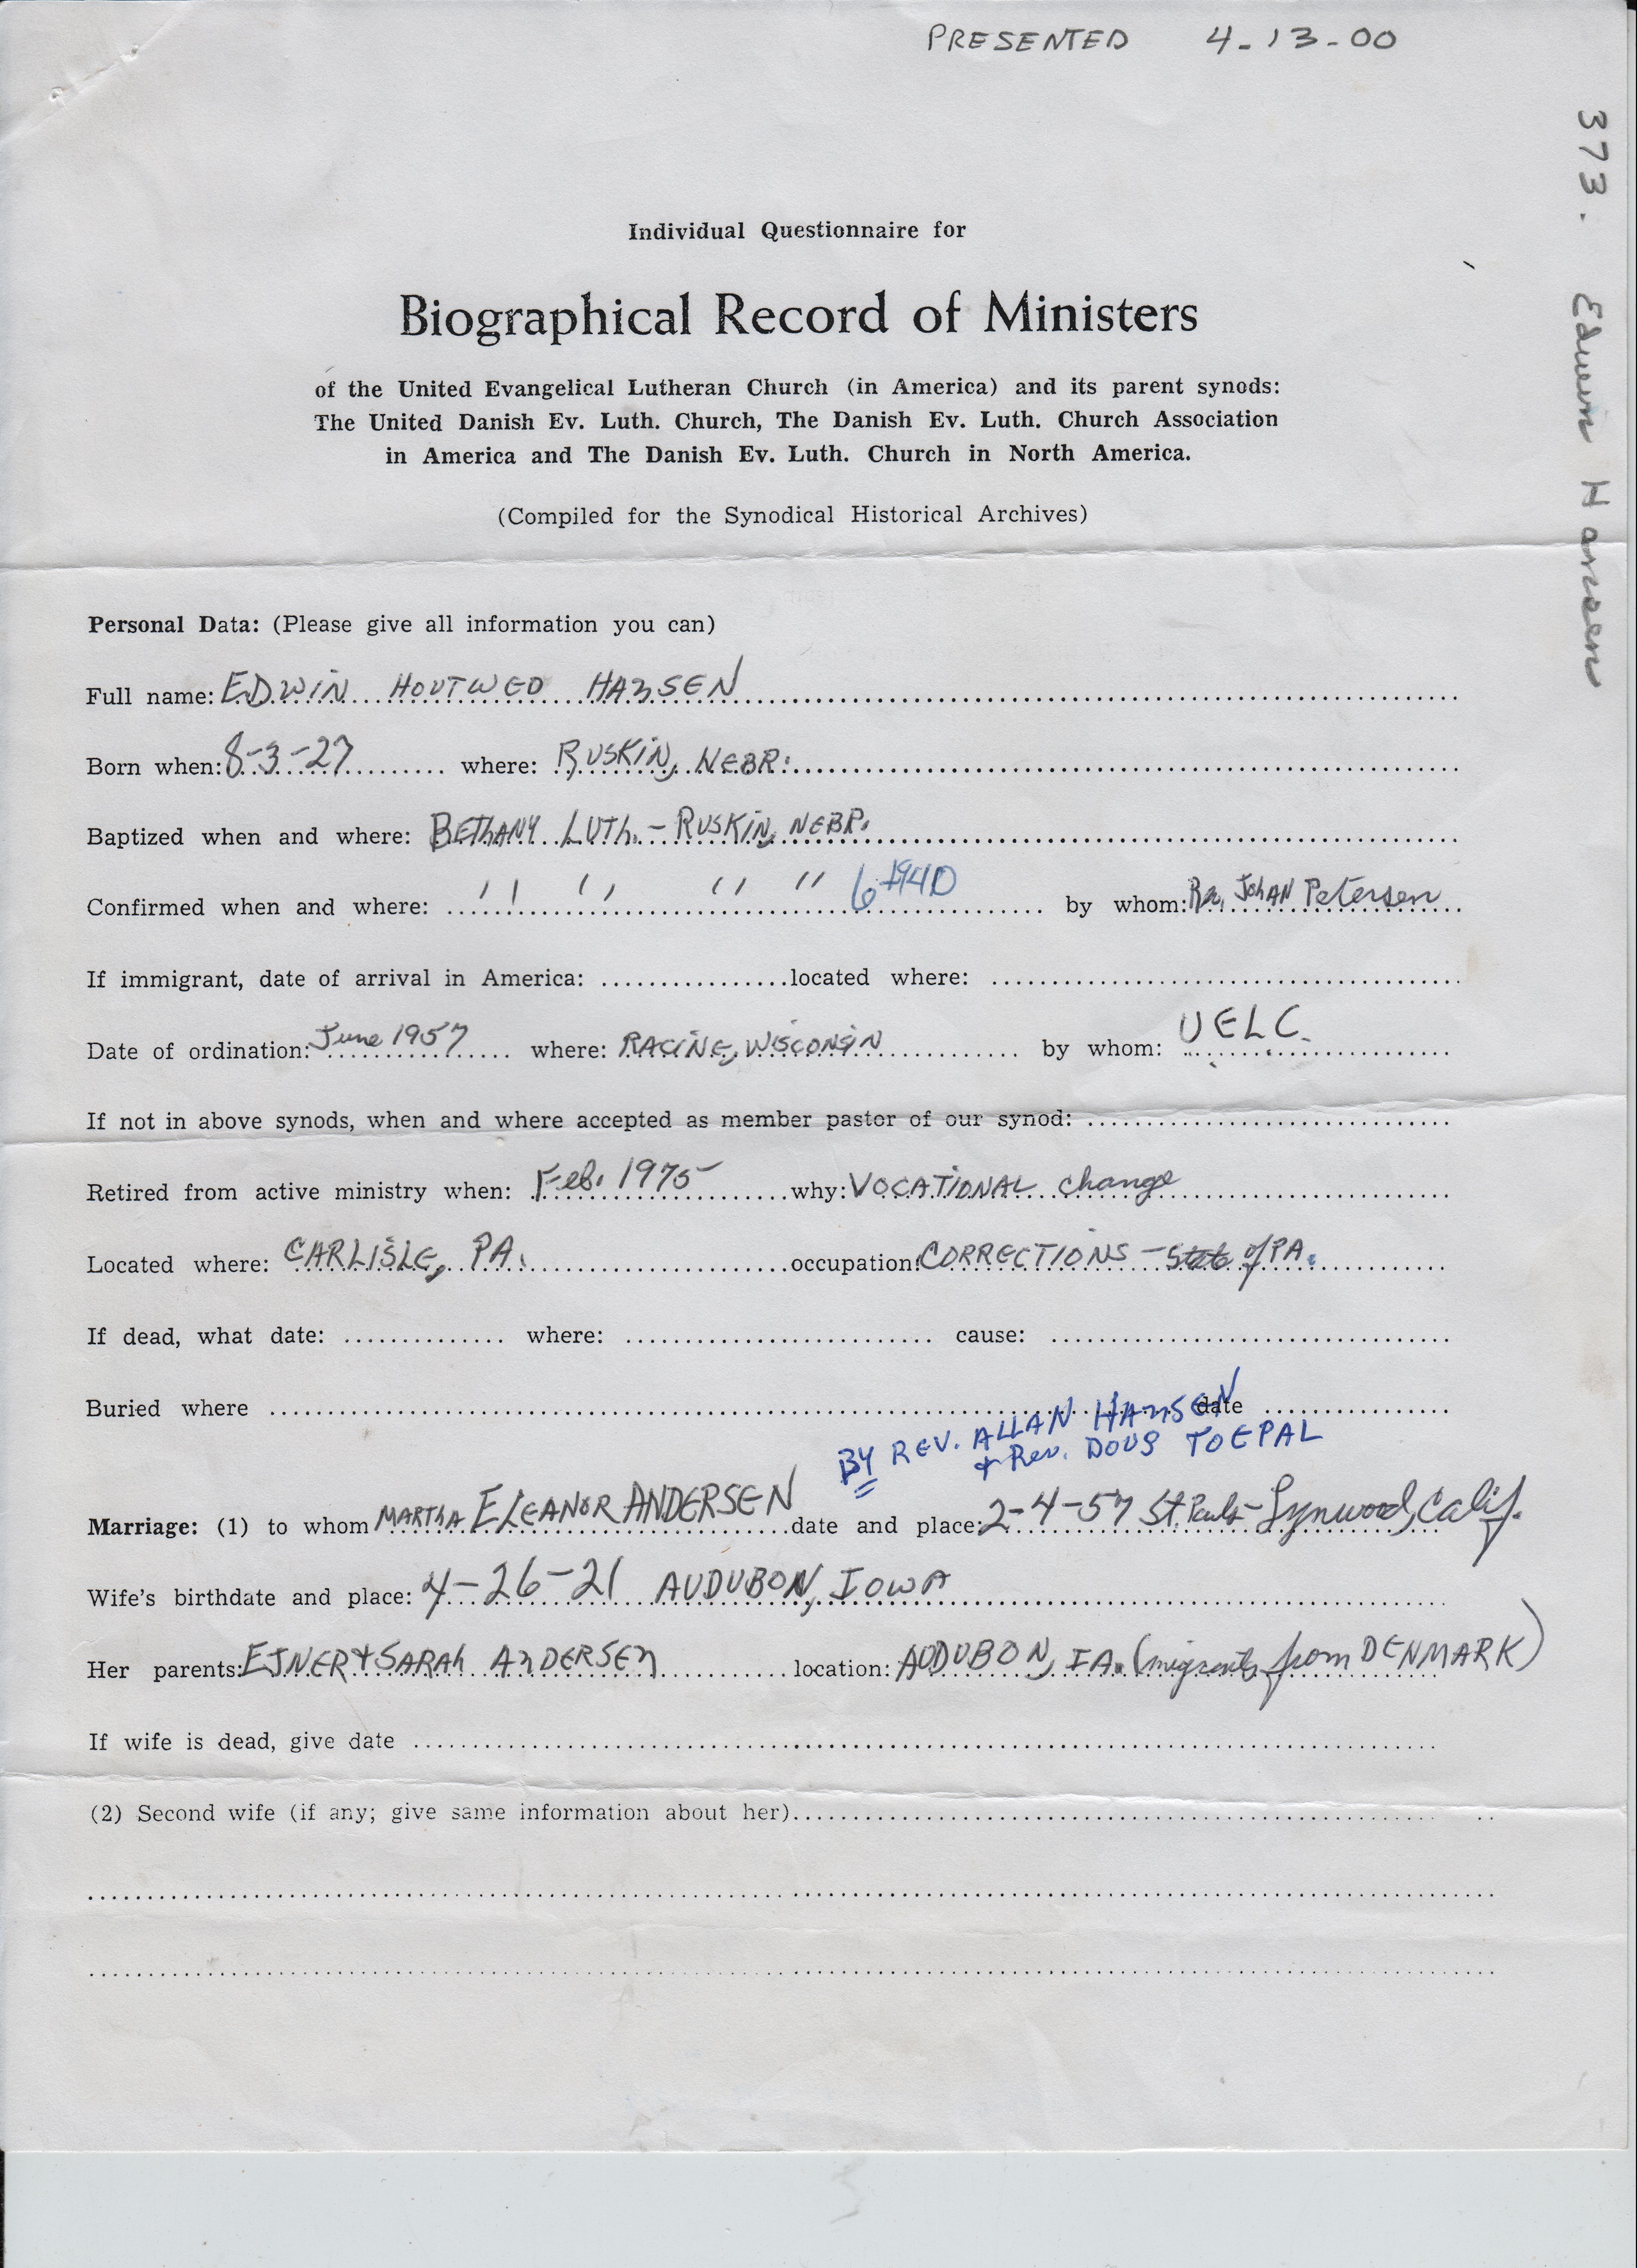 PRESENTED 4-13-00
373. Edwin Hansen
Individual Questionnaire for
Biographical Record of Ministers
of the United Evangelical Lutheran Church (in America) and its parent synods:
The United Danish Ev. Luth. Church, The Danish Ev. Luth. Church Association
in America and The Danish Ev. Luth. Church in North America.
(Compiled for the Synodical Historical Archives)
Personal Data: (Please give all information you can)
Full name: EDWIN HOUTWED HANSEN
Born when: 8-3-27 where: RUSKIN, NEBR.
Baptized when and where: BETHANY LUTH. - RUSKIN, NEBR.
Confirmed when and where: " " " " 6 1940 by whom: Rev. JOHAN Petersen
If immigrant, date of arrival in America: located where:
Date of ordination: June 1957 where: RACINE, WISCONSIN by whom: UELC
If not in above synods, when and where accepted as member pastor of our synod:
Retired from active ministry when: Feb. 1975 why: VOCATIONAL change
Located where: CARLISLE, PA. occupation: CORRECTIONS - State of PA.
If dead, what date: where: cause:
Buried where date
BY REV. ALLAN HANSEN
& Rev. DOUG TOEPAL
Marriage: (1) to whom MARTHA ELEANOR ANDERSEN date and place: 2-4-57 St. Pauls - Lynwood, Calif.
Wife's birthdate and place: 4-26-21 AUDUBON, IOWA
Her parents: EJNER & SARAH ANDERSEN location: AUDUBON, IA. (migrants from DENMARK)
If wife is dead, give date
(2) Second wife (if any; give same information about her)